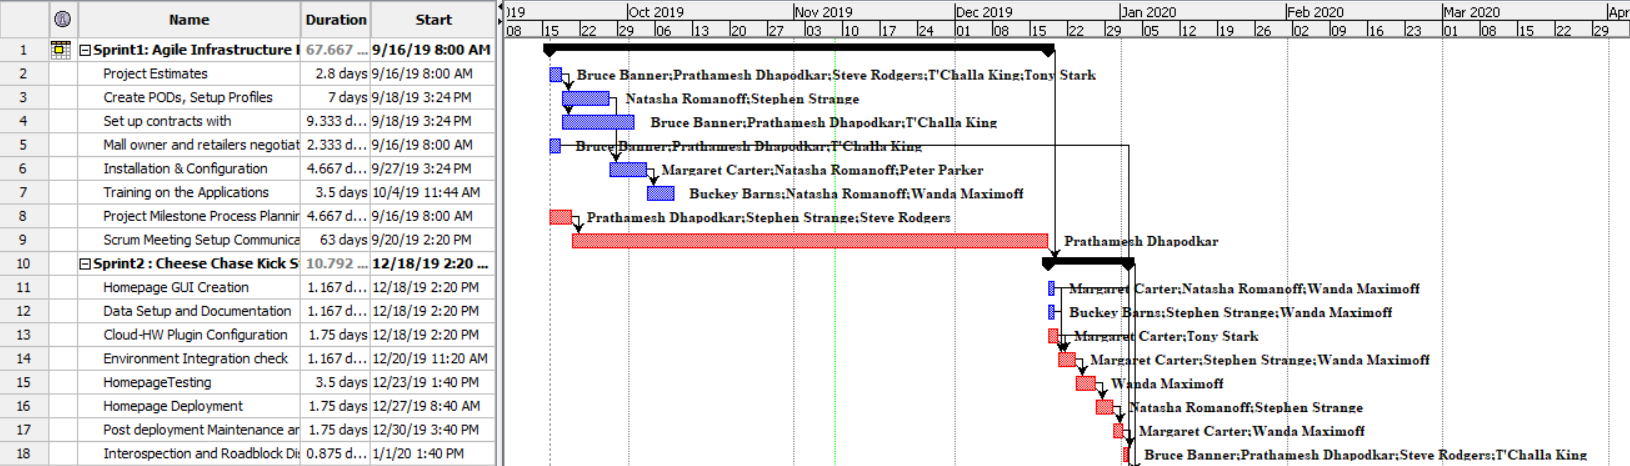 Name Duration Start
1 Sprint1: Agile Infrastructure 67.667 ... 9/16/19 8:00 AM
2 Project Estimates 2.8 days 9/16/19 8:00 AM
3 Create PODs, Setup Profiles 7 days 9/18/19 3:24 PM
4 Set up contracts with 9.333 d... 9/18/19 3:24 PM
5 Mall owner and retailers negotiat 2.333 d... 9/16/19 8:00 AM
6 Installation & Configuration 4.667 d... 9/27/19 3:24 PM
7 Training on the Applications 3.5 days 10/4/19 11:44 AM
8 Project Milestone Process Plannin 4.667 d... 9/16/19 8:00 AM
9 Scrum Meeting Setup Communica 63 days 9/20/19 2:20 PM
10 Sprint2 : Cheese Chase Kick S 10.792 ... 12/18/19 2:20 ...
11 Homepage GUI Creation 1.167 d... 12/18/19 2:20 PM
12 Data Setup and Documentation 1.167 d... 12/18/19 2:20 PM
13 Cloud-HW Plugin Configuration 1.75 days 12/18/19 2:20 PM
14 Environment Integration check 1.167 d... 12/20/19 11:20 AM
15 HomepageTesting 3.5 days 12/23/19 1:40 PM
16 Homepage Deployment 1.75 days 12/27/19 8:40 AM
17 Post deployment Maintenance ar 1.75 days 12/30/19 3:40 PM
18 Interospection and Roadblock Di 0.875 d... 1/1/20 1:40 PM
019 Oct 2019 Nov 2019 Dec 2019 Jan 2020 Feb 2020 Mar 2020 Apr
08 15 22 29 06 13 20 27 03 10 17 24 01 08 15 22 29 05 12 19 26 02 09 16 23 01 08 15 22 29 05
Bruce Banner;Prathamesh Dhapodkar;Steve Rodgers;T'Challa King;Tony Stark
Natasha Romanoff;Stephen Strange
Bruce Banner;Prathamesh Dhapodkar;T'Challa King
Bruce Banner;Prathamesh Dhapodkar;T'Challa King
Margaret Carter;Natasha Romanoff;Peter Parker
Buckey Barns;Natasha Romanoff;Wanda Maximoff
Prathamesh Dhapodkar;Stephen Strange;Steve Rodgers
Prathamesh Dhapodkar
Margaret Carter;Natasha Romanoff;Wanda Maximoff
Buckey Barns;Stephen Strange;Wanda Maximoff
Margaret Carter;Tony Stark
Margaret Carter;Stephen Strange;Wanda Maximoff
Wanda Maximoff
Natasha Romanoff;Stephen Strange
Margaret Carter;Wanda Maximoff
Bruce Banner;Prathamesh Dhapodkar;Steve Rodgers;T'Challa King